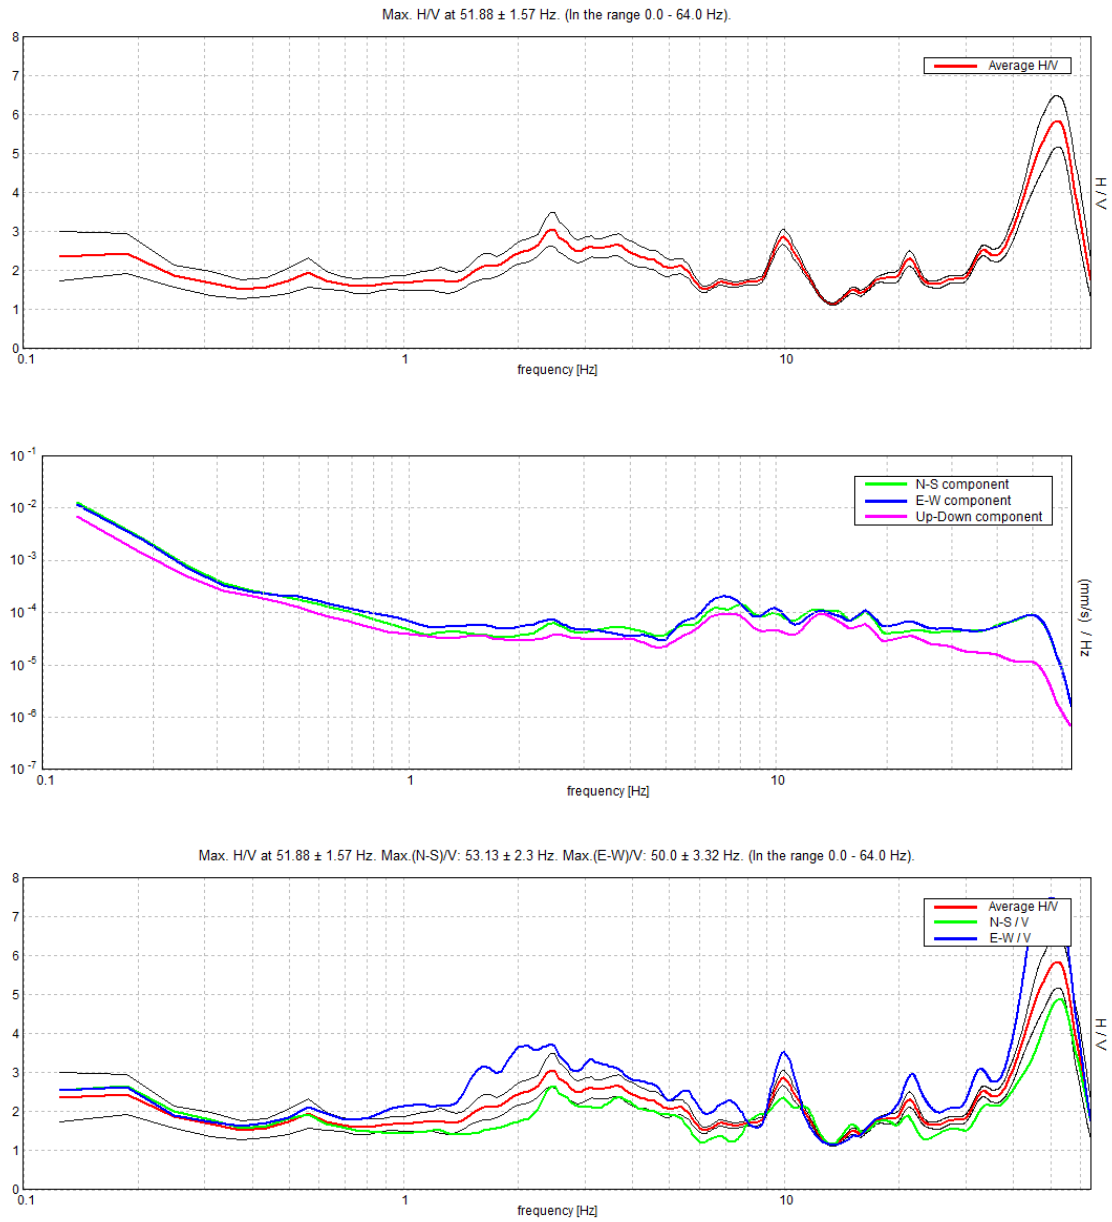 Max. H/V at 51.88 ± 1.57 Hz. (In the range 0.0 - 64.0 Hz).
8
7
6
5
4
3
2
1
0
Average H/V
H / V
0.1 1 10
frequency [Hz]
10 -1
10 -2
10 -3
10 -4
10 -5
10 -6
10 -7
N-S component
E-W component
Up-Down component
(mm/s) / Hz
0.1 1 10
frequency [Hz]
Max. H/V at 51.88 ± 1.57 Hz. Max.(N-S)/V: 53.13 ± 2.3 Hz. Max.(E-W)/V: 50.0 ± 3.32 Hz. (In the range 0.0 - 64.0 Hz).
8
7
6
5
4
3
2
1
0
Average H/V
N-S / V
E-W / V
H / V
0.1 1 10
frequency [Hz]